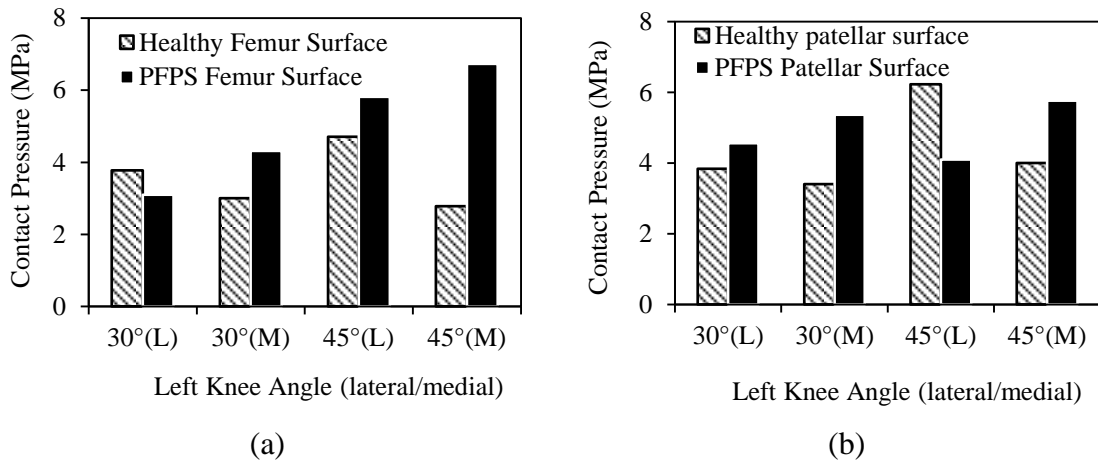 8
Healthy Femur Surface
PFPS Femur Surface
6
4
2
0
Contact Pressure (MPa)
30°(L) 30°(M) 45°(L) 45°(M)
Left Knee Angle (lateral/medial)
(a)
8
Healthy patellar surface
PFPS Patellar Surface
6
4
2
0
Contact Pressure (MPa)
30°(L) 30°(M) 45°(L) 45°(M)
Left Knee Angle (lateral/medial)
(b)